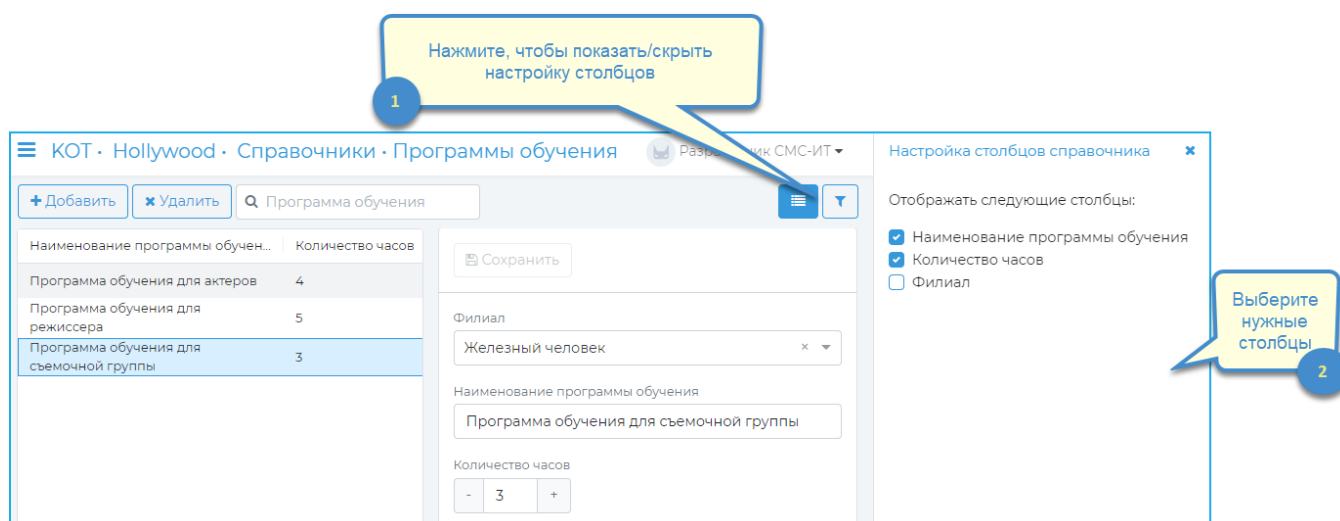 Нажмите, чтобы показать/скрыть
настройку столбцов
1
КОТ · Hollywood · Справочники · Программы обучения
СМС-ИТ
Настройка столбцов справочника
Добавить
Удалить
Программа обучения
Отображать следующие столбцы:
Наименование программы обучения
Количество часов
Филиал
Выберите
нужные
столбцы
2
Наименование программы обучен...
Количество часов
Программа обучения для актеров
4
Программа обучения для
режиссера
5
Программа обучения для
съемочной группы
3
Сохранить
Филиал
Железный человек
Наименование программы обучения
Программа обучения для съемочной группы
Количество часов
- 3 +